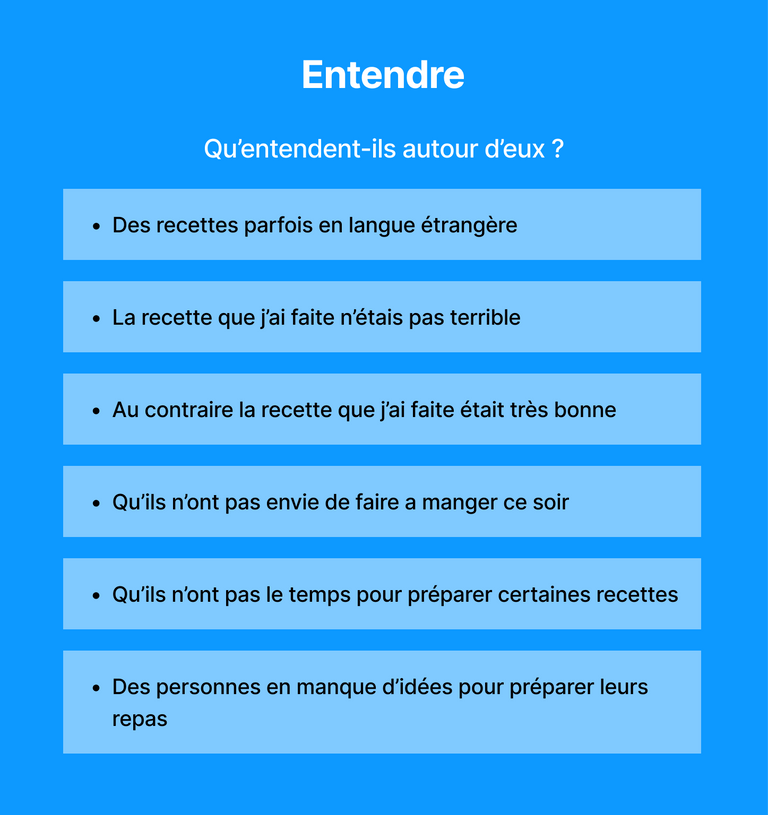 Entendre
Qu’entendent-ils autour d’eux ?
• Des recettes parfois en langue étrangère
• La recette que j’ai faite n’étais pas terrible
• Au contraire la recette que j’ai faite était très bonne
• Qu’ils n’ont pas envie de faire a manger ce soir
• Qu’ils n’ont pas le temps pour préparer certaines recettes
• Des personnes en manque d’idées pour préparer leurs
repas